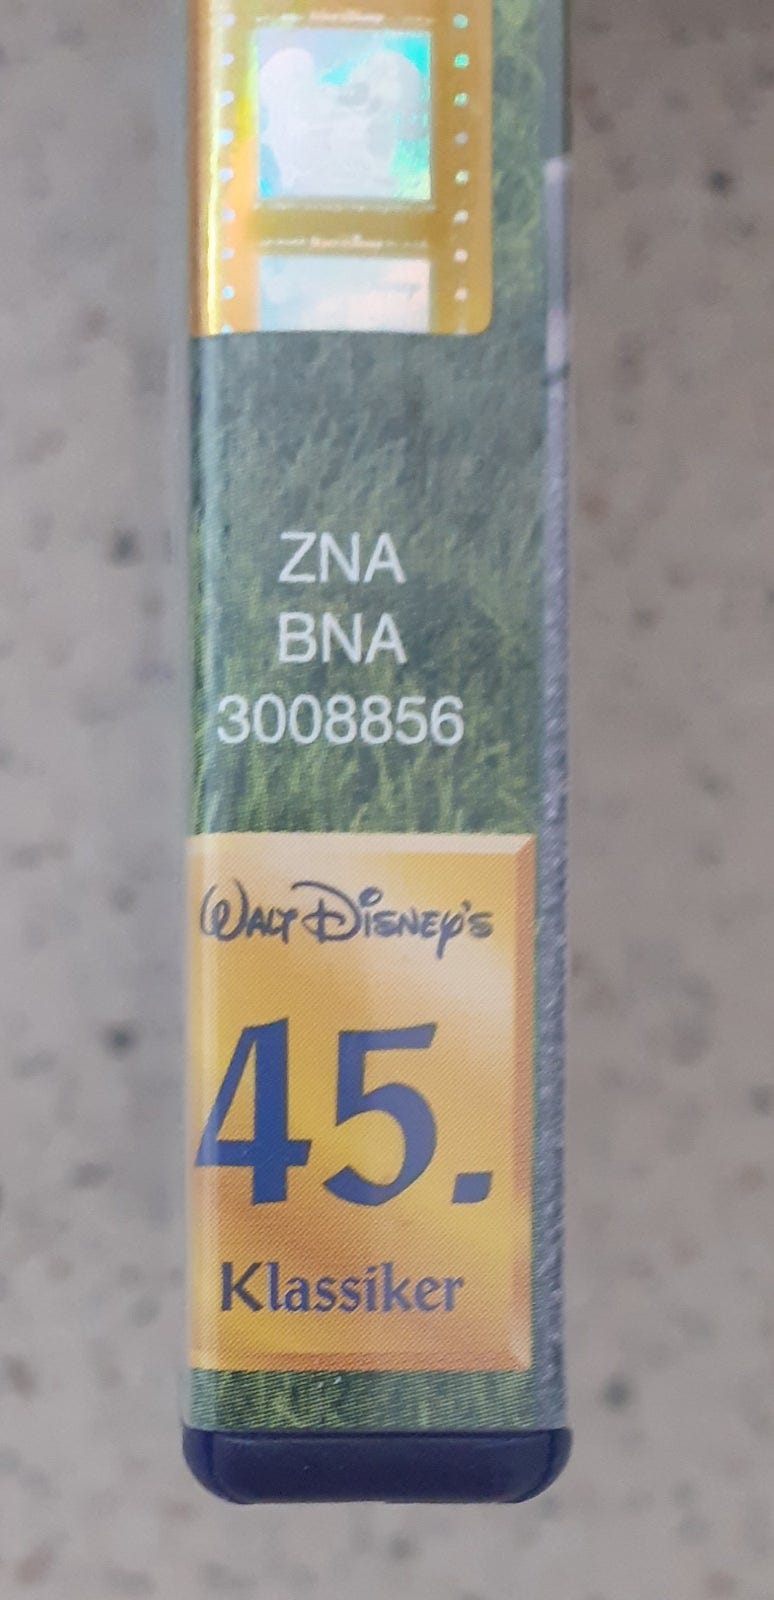 ZNA
BNA
3008856
WALT DISNEY'S
45.
Klassiker